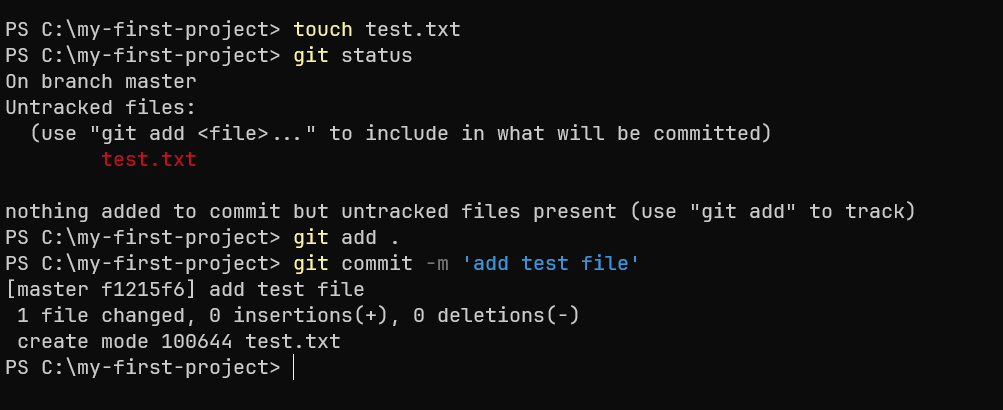 PS C:\my-first-project> touch test.txt
PS C:\my-first-project> git status
On branch master
Untracked files:
  (use "git add <file>..." to include in what will be committed)
        test.txt

nothing added to commit but untracked files present (use "git add" to track)
PS C:\my-first-project> git add .
PS C:\my-first-project> git commit -m 'add test file'
[master f1215f6] add test file
 1 file changed, 0 insertions(+), 0 deletions(-)
 create mode 100644 test.txt
PS C:\my-first-project>